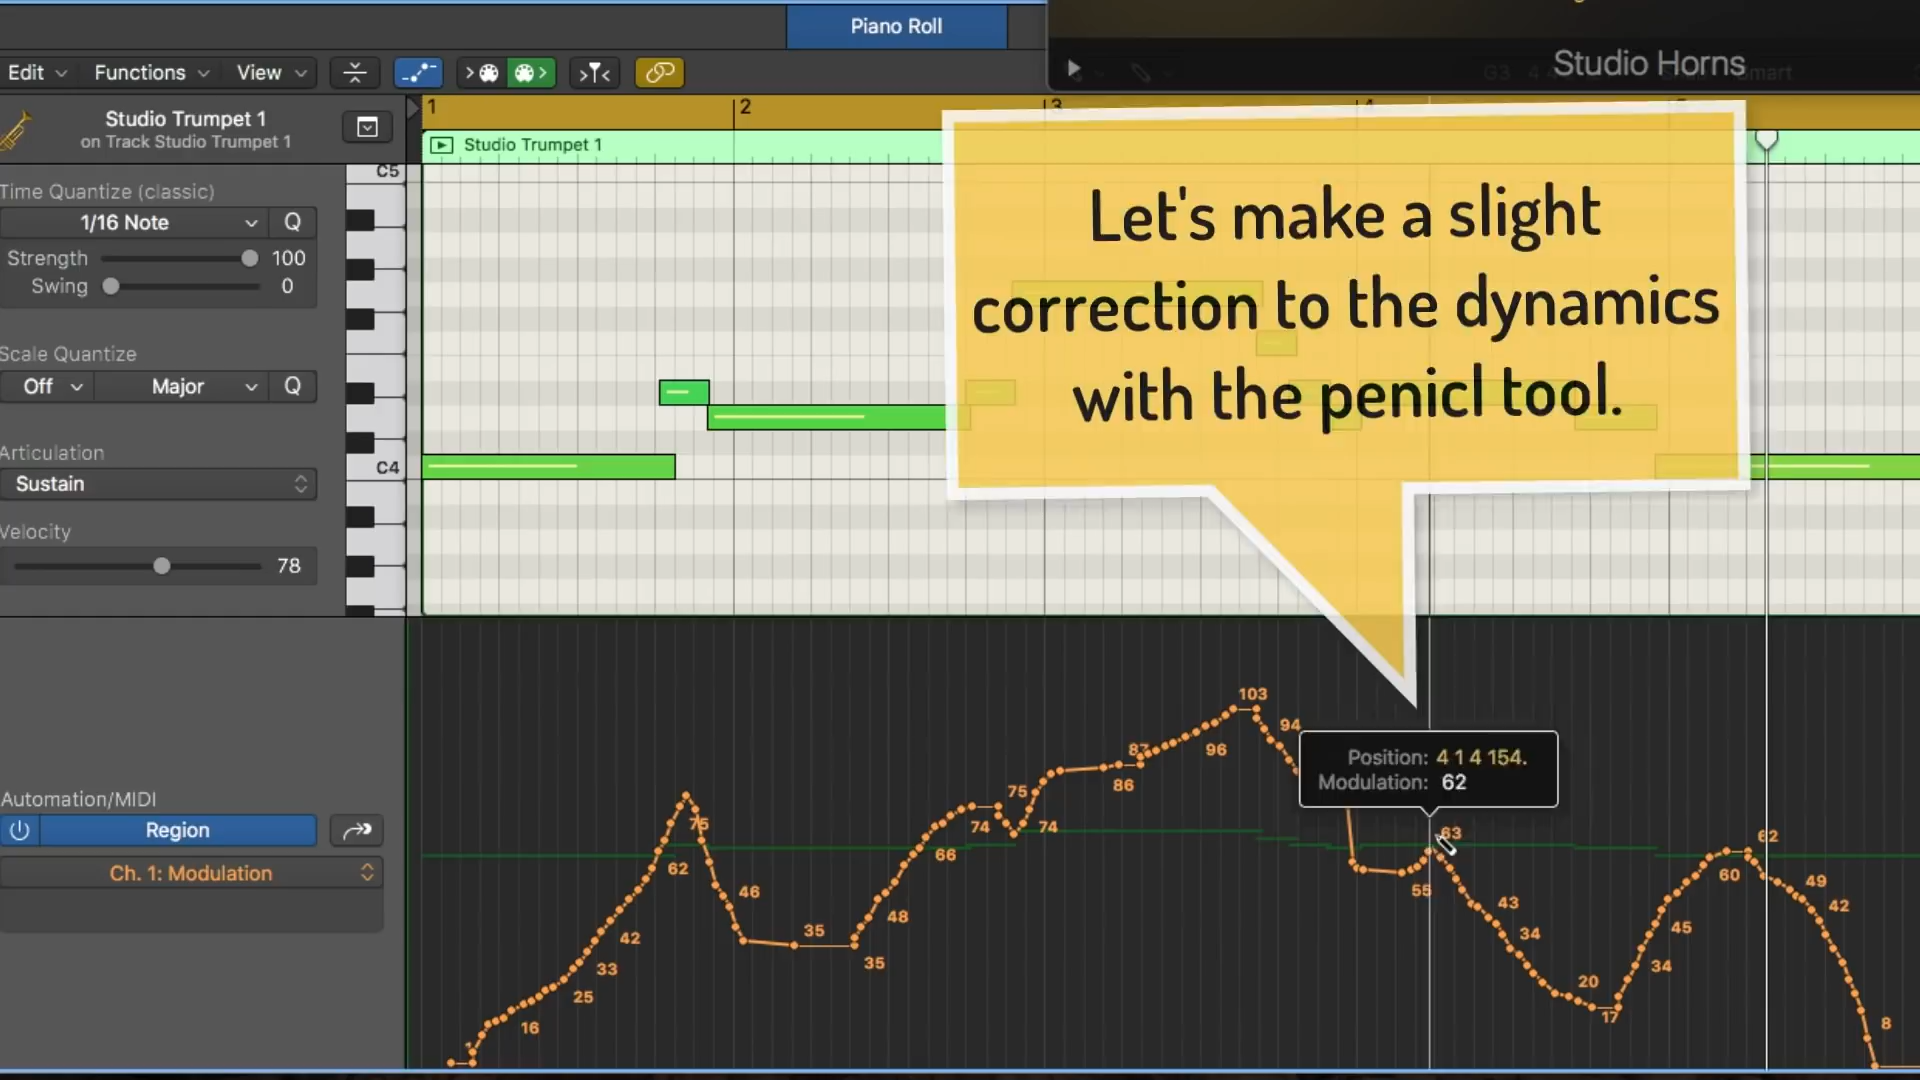 Piano Roll
Studio Horns
Edit Functions View
1 2 3 4
Studio Trumpet 1
on Track Studio Trumpet 1
Studio Trumpet 1
C5
Time Quantize (classic)
1/16 Note Q
Strength 100
Swing 0
Scale Quantize
Off Major Q
Articulation
Sustain
C4
Velocity
78
Let's make a slight
correction to the dynamics
with the penicl tool.
Position: 4 1 4 154.
Modulation: 62
Automation/MIDI
Region
Ch. 1: Modulation
103
94
87
96
86
75
74
74
75
66
62
63
62
55
60
49
46
48
42
43
42
35
35
33
34
34
45
25
20
17
16
8